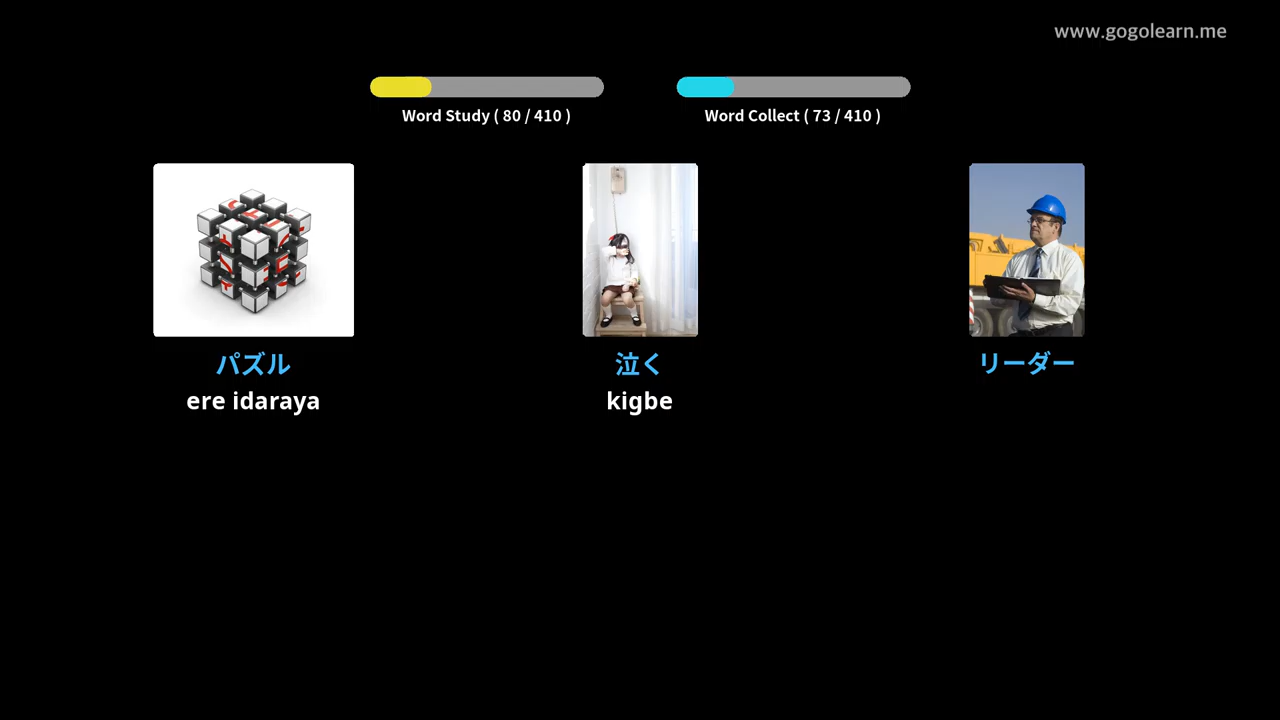 www.gogolearn.me
Word Study ( 80 / 410 )
Word Collect ( 73 / 410 )
パズル
ere idaraya
泣く
kigbe
リーダー